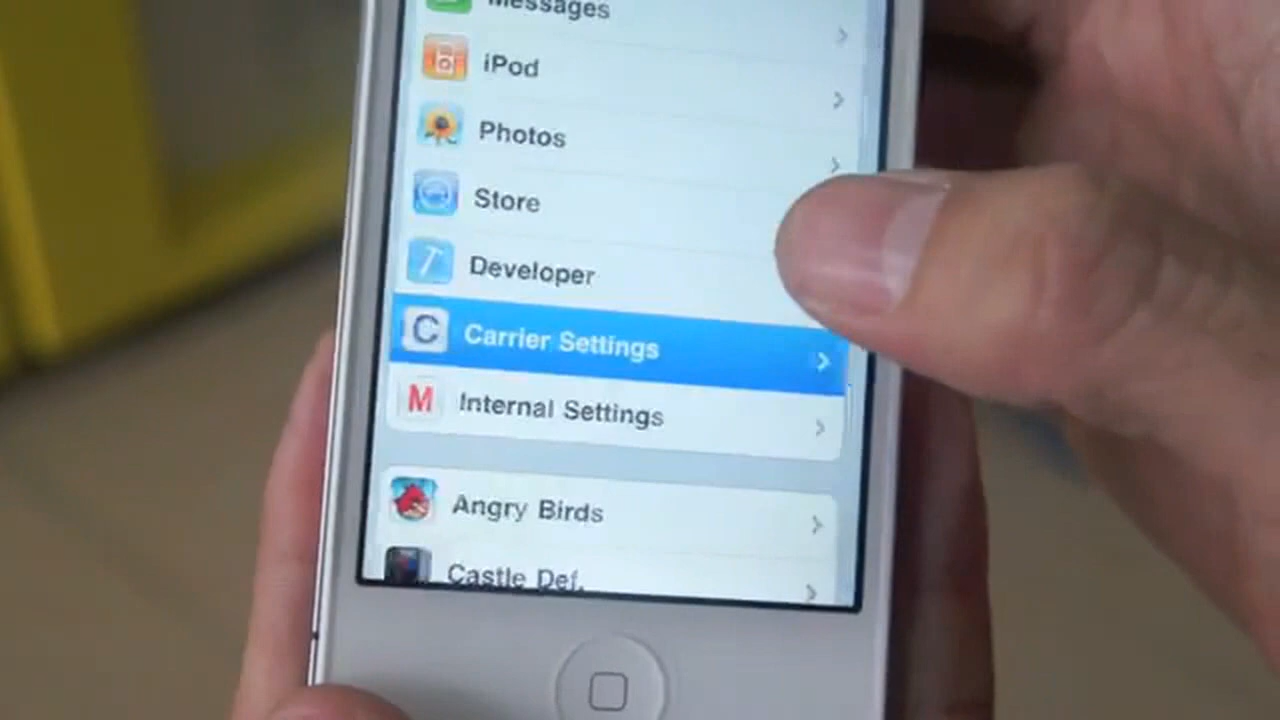 Messages
iPod
Photos
Store
Developer
C Carrier Settings
M Internal Settings
Angry Birds
Castle Def.